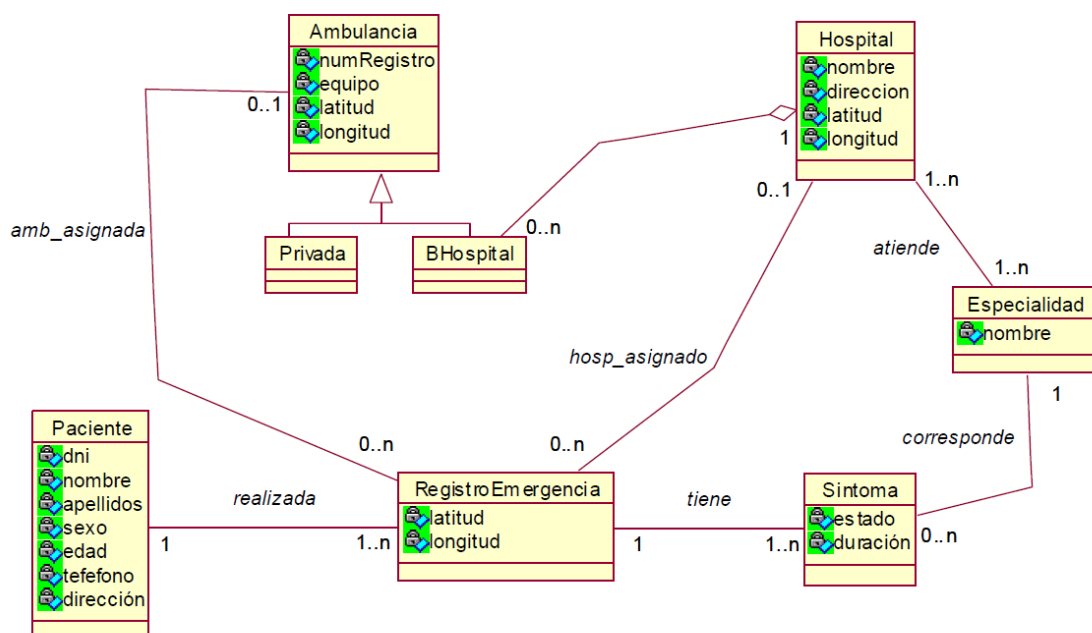 Ambulancia
numRegistro
equipo
latitud
longitud
Hospital
nombre
direccion
latitud
longitud
0..1
1
0..1
1..n
amb_asignada
0..n
Privada
BHospital
atiende
1..n
Especialidad
nombre
hosp_asignado
1
Paciente
dni
nombre
apellidos
sexo
edad
tefefono
dirección
0..n
0..n
corresponde
realizada
RegistroEmergencia
latitud
longitud
tiene
Sintoma
estado
duración
1
1..n
1
1..n
0..n